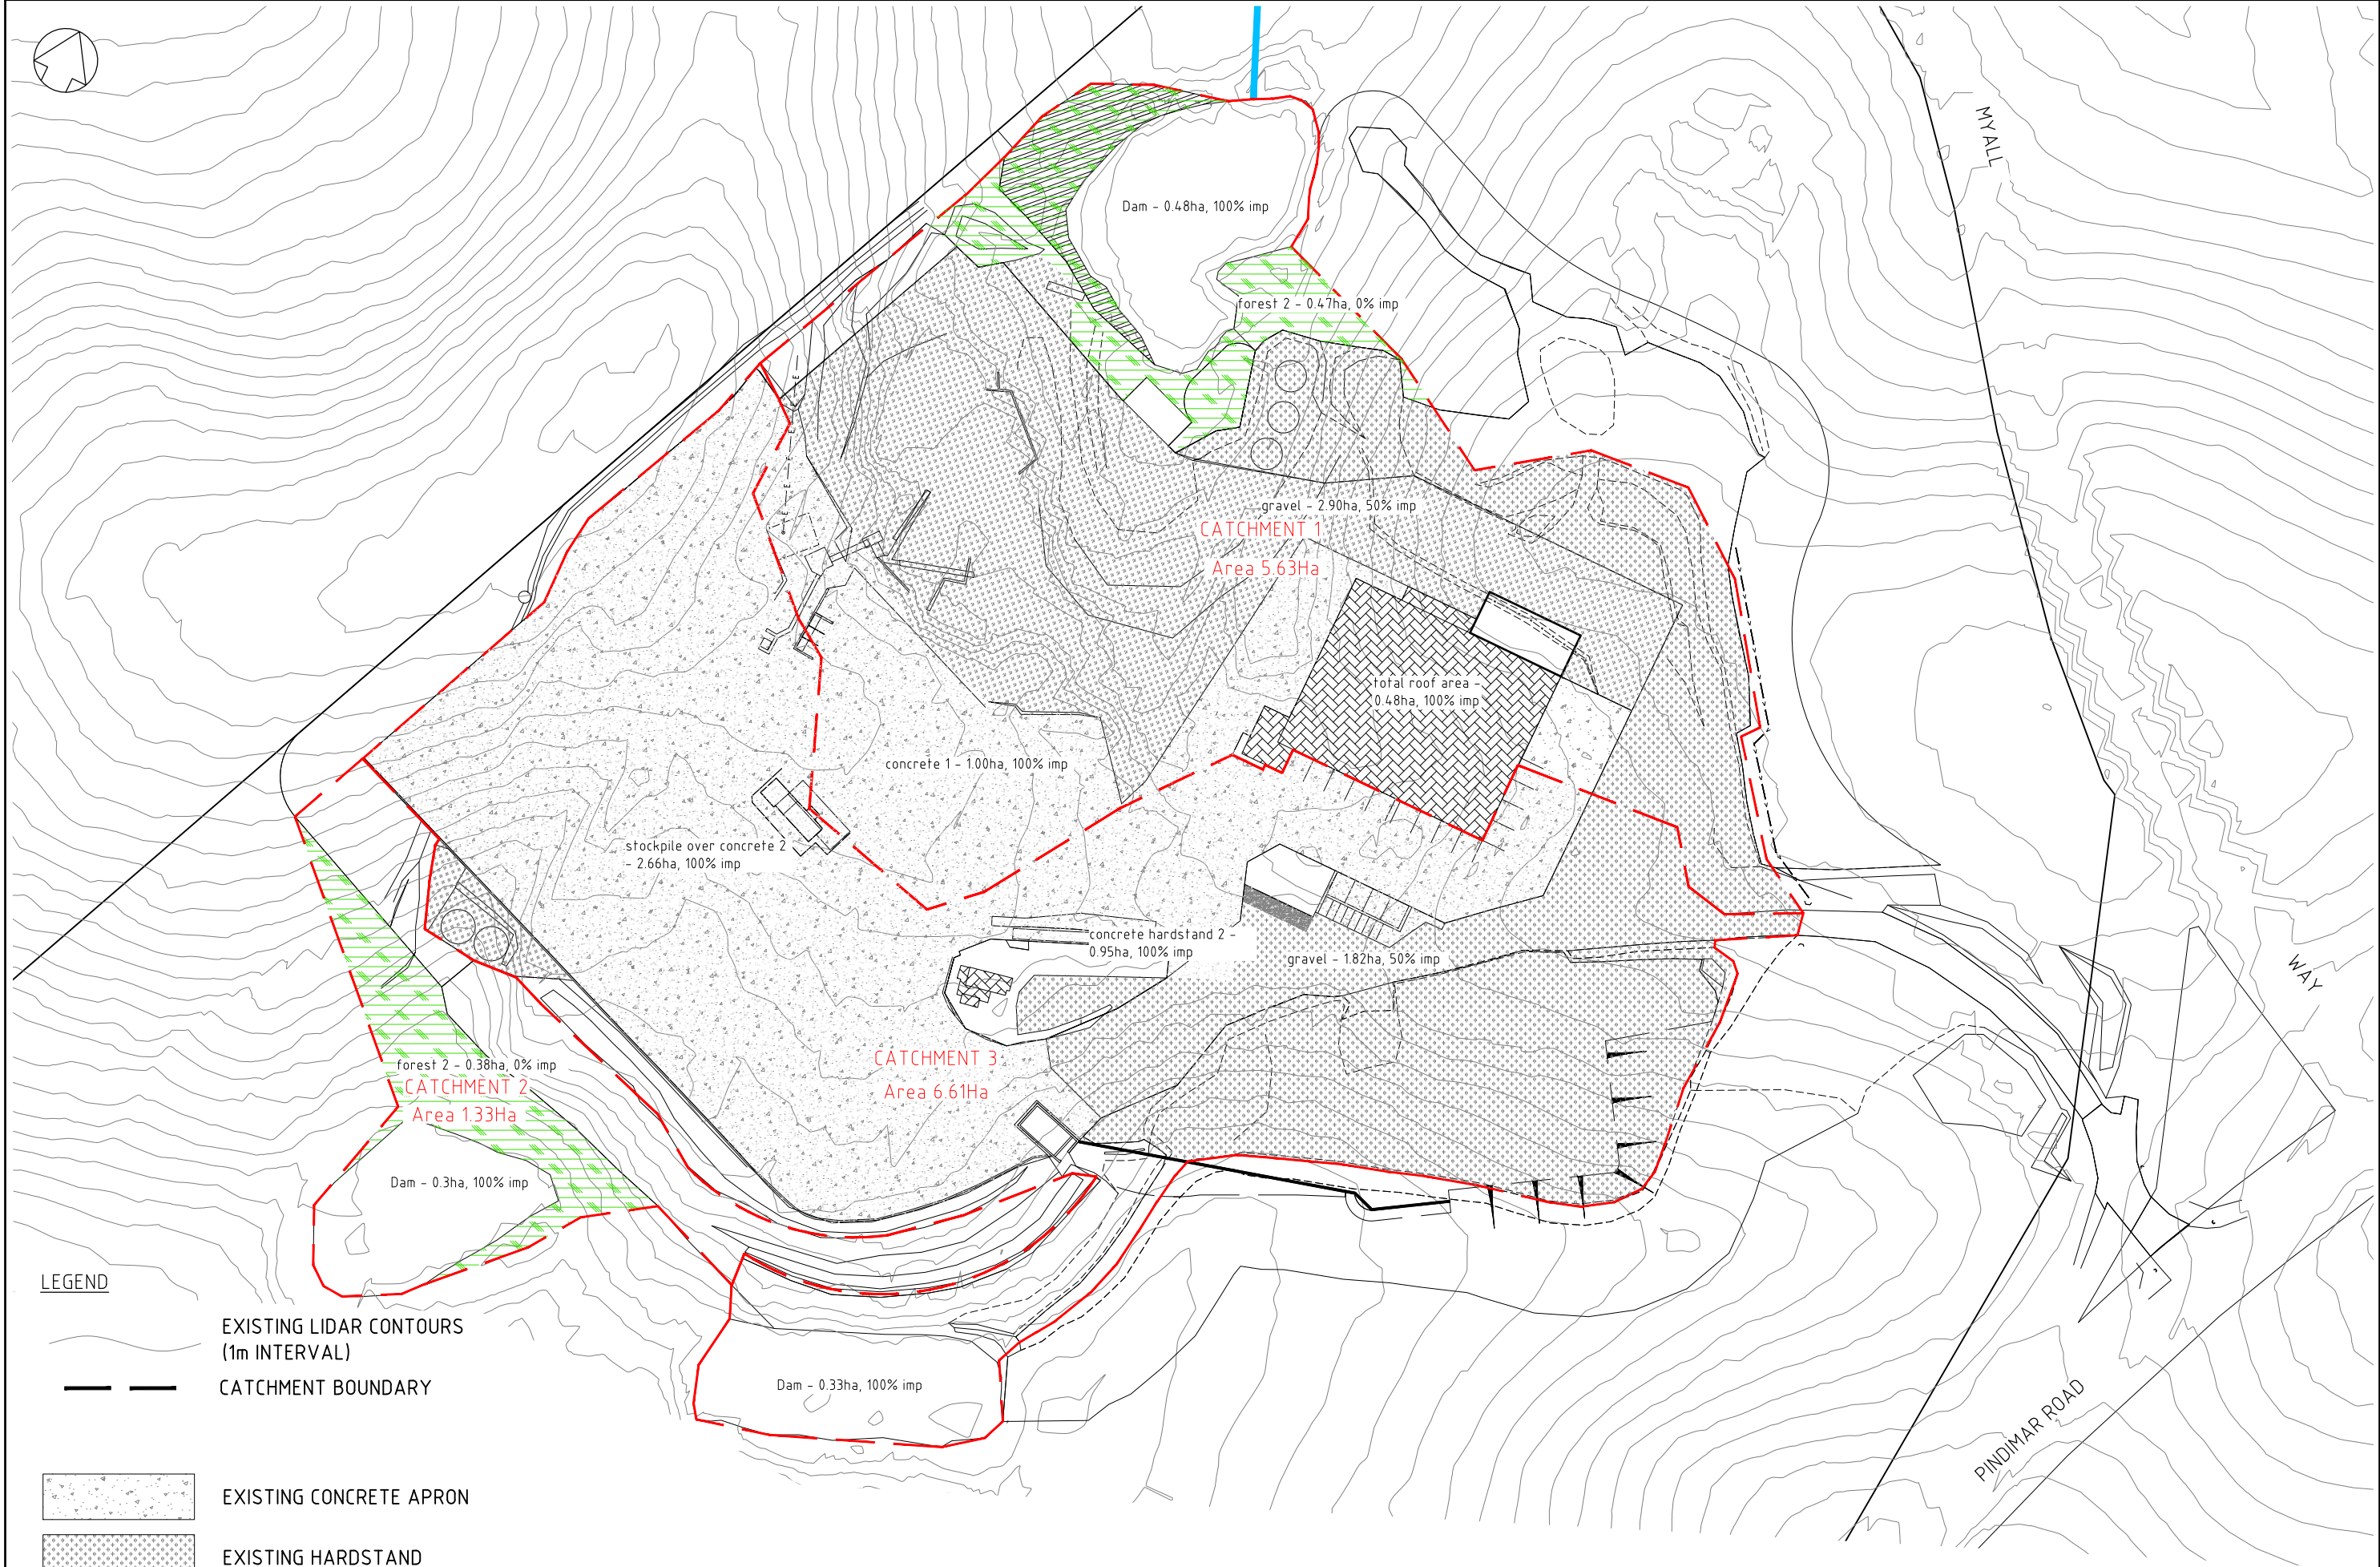 MYALL
Dam - 0.48ha, 100% imp
forest 2 - 0.47ha, 0% imp
gravel - 2.90ha, 50% imp
CATCHMENT 1
Area 5.63Ha
total roof area -
0.48ha, 100% imp
concrete 1 - 1.00ha, 100% imp
stockpile over concrete 2
- 2.66ha, 100% imp
concrete hardstand 2 -
0.95ha, 100% imp
gravel - 1.82ha, 50% imp
WAY
CATCHMENT 3
Area 6.61Ha
forest 2 - 0.38ha, 0% imp
CATCHMENT 2
Area 1.33Ha
Dam - 0.3ha, 100% imp
Dam - 0.33ha, 100% imp
PINDIMAR ROAD
LEGEND
EXISTING LIDAR CONTOURS
(1m INTERVAL)
CATCHMENT BOUNDARY
EXISTING CONCRETE APRON
EXISTING HARDSTAND